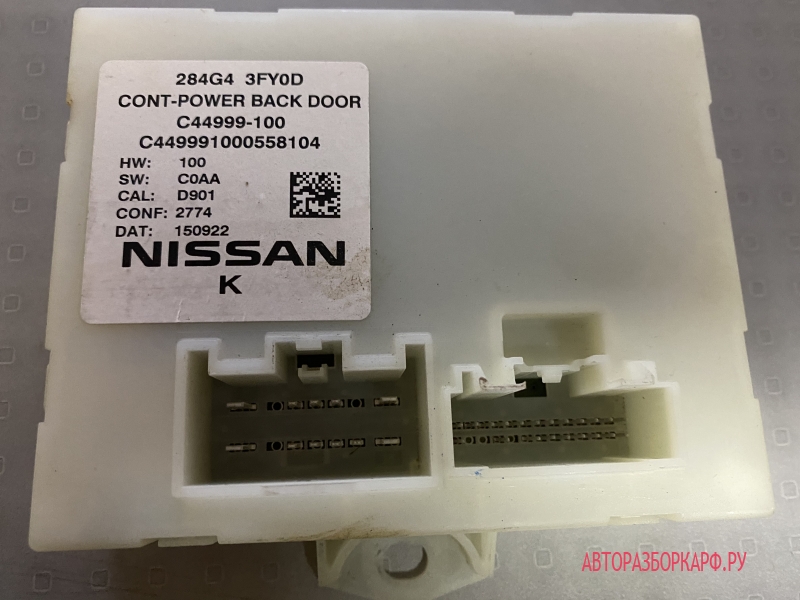 284G4 3FY0D
CONT-POWER BACK DOOR
C44999-100
C449991000558104
HW: 100
SW: C0AA
CAL: D901
CONF: 2774
DAT: 150922
NISSAN
K
АВТОРАЗБОРКАРФ.РУ